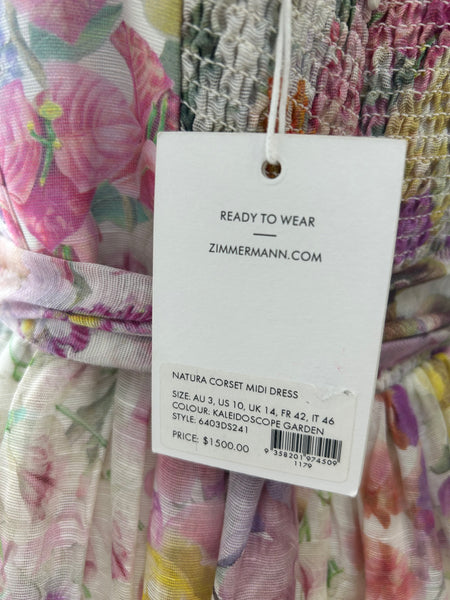 READY TO WEAR
ZIMMERMANN.COM
NATURA CORSET MIDI DRESS
SIZE: AU 3, US 10, UK 14, FR 42, IT 46
COLOUR: KALEIDOSCOPE GARDEN
STYLE: 6403DS241
PRICE: $1500.00
9 358201 974509
1179